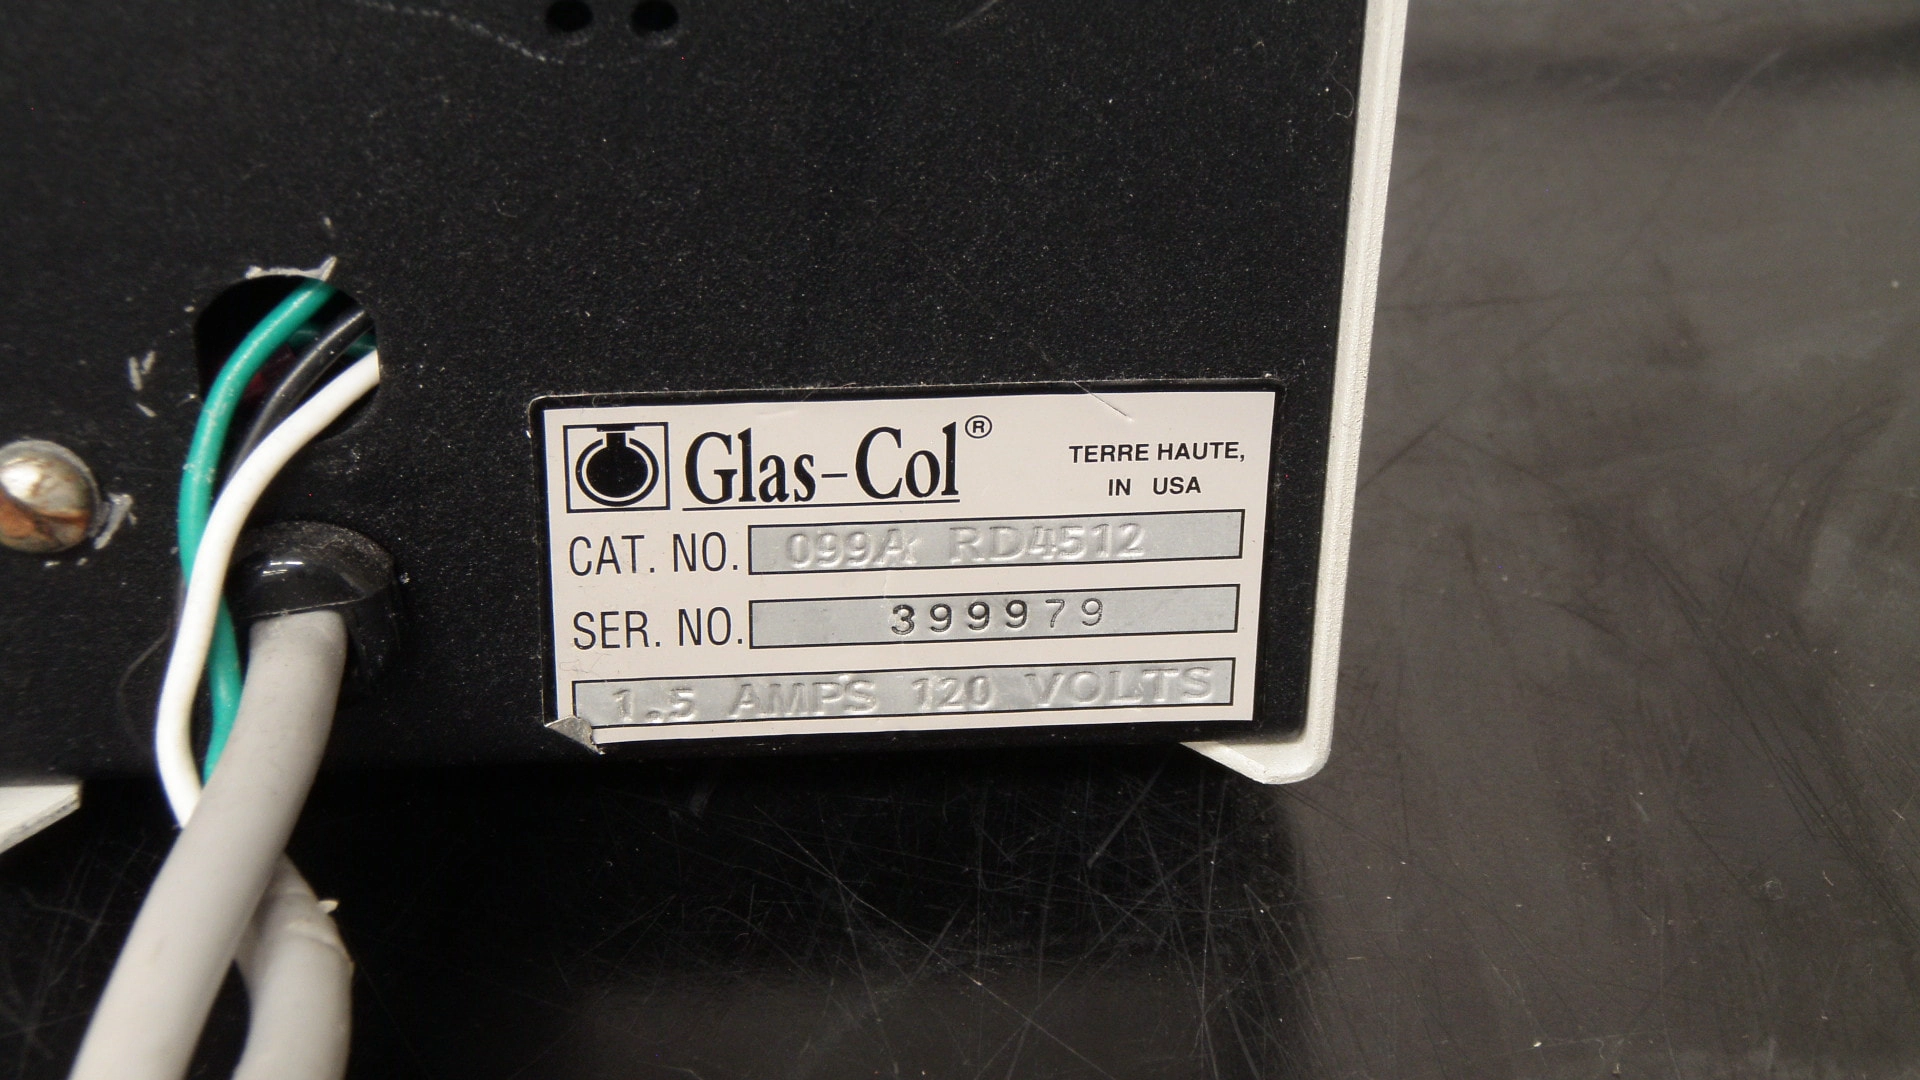 Glas-Col®
TERRE HAUTE,
IN USA
CAT. NO. 099A RD4512
SER. NO. 399979
1.5 AMPS 120 VOLTS